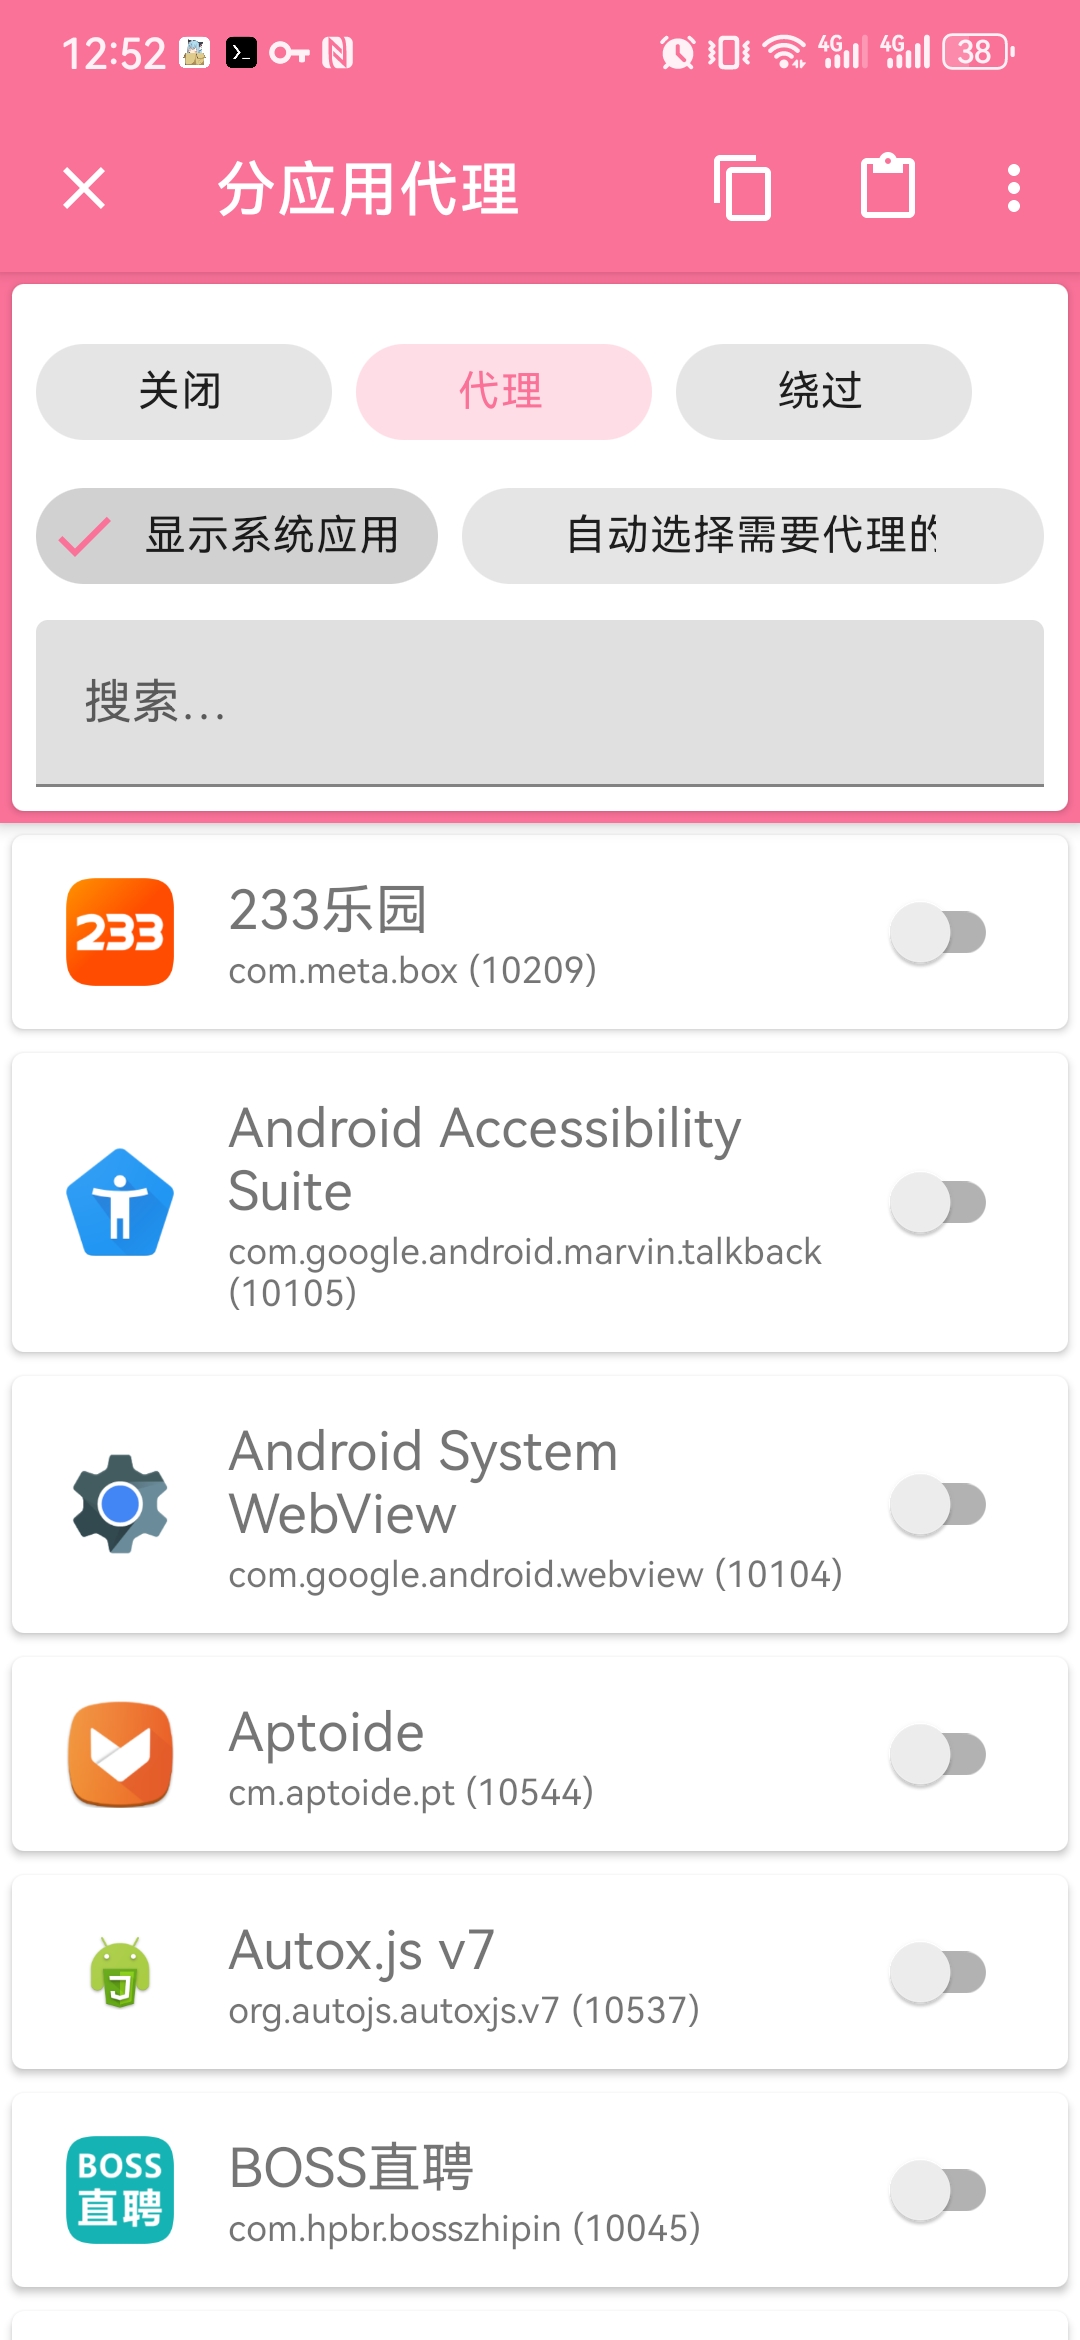 12:52
4G 4G 38
分应用代理
关闭 代理 绕过
显示系统应用 自动选择需要代理的
搜索...
233
233乐园
com.meta.box (10209)
Android Accessibility
Suite
com.google.android.marvin.talkback
(10105)
Android System
WebView
com.google.android.webview (10104)
Aptoide
cm.aptoide.pt (10544)
J
Autox.js v7
org.autojs.autoxjs.v7 (10537)
BOSS
直聘
BOSS直聘
com.hpbr.bosszhipin (10045)